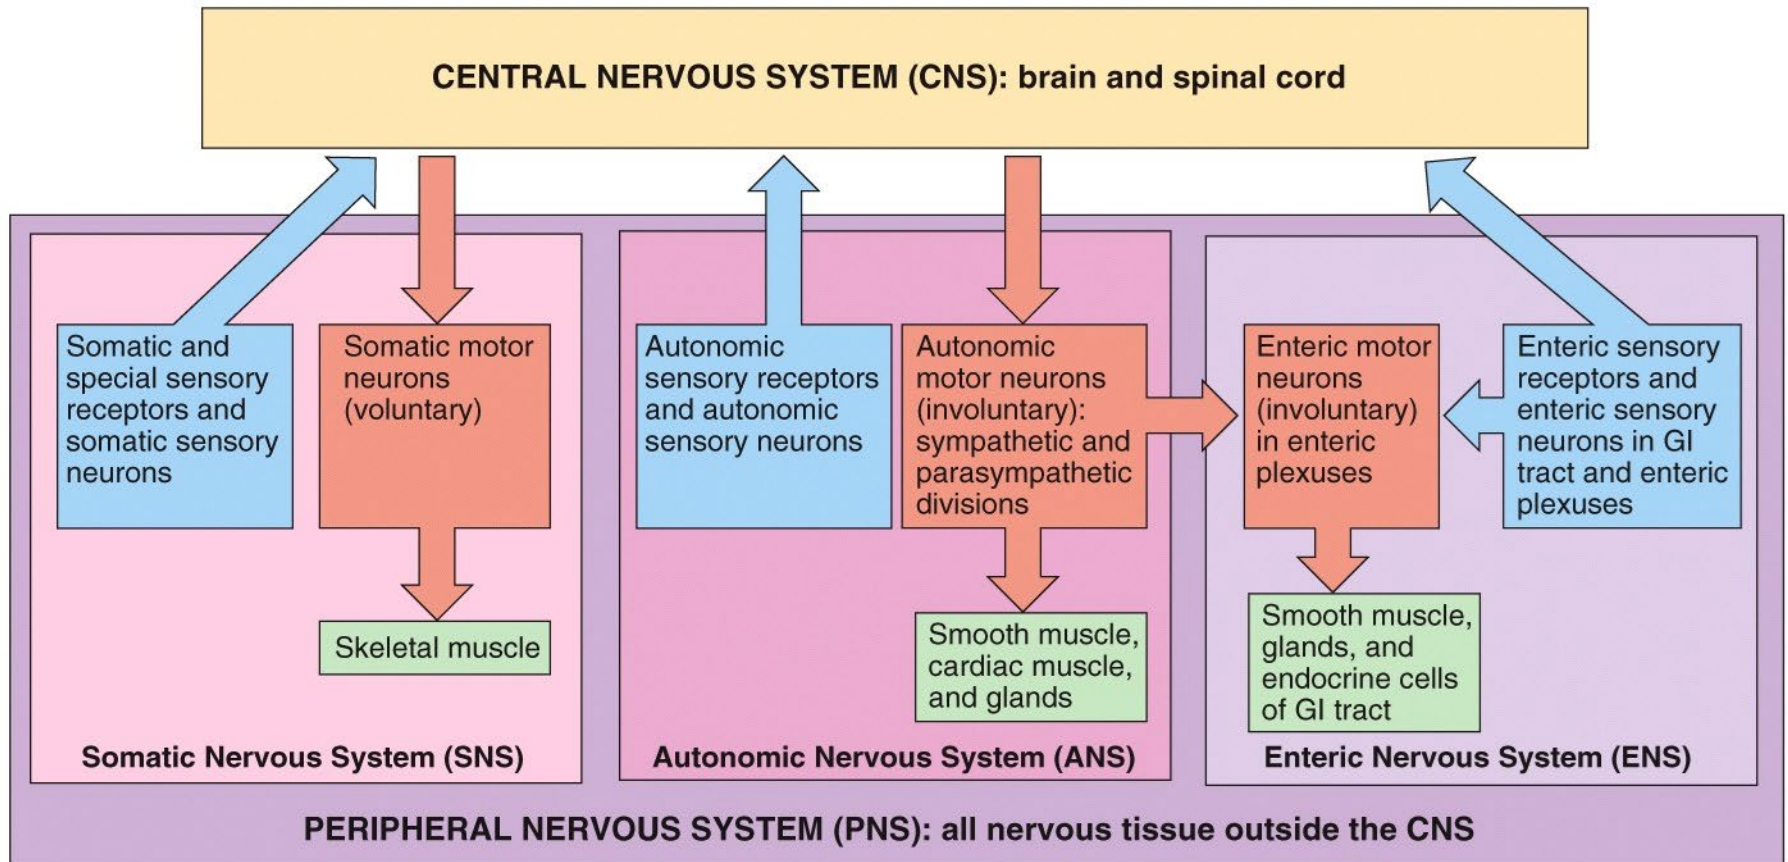 CENTRAL NERVOUS SYSTEM (CNS): brain and spinal cord
Somatic and
special sensory
receptors and
somatic sensory
neurons
Somatic motor
neurons
(voluntary)
Skeletal muscle
Somatic Nervous System (SNS)
Autonomic
sensory receptors
and autonomic
sensory neurons
Autonomic
motor neurons
(involuntary):
sympathetic and
parasympathetic
divisions
Smooth muscle,
cardiac muscle,
and glands
Autonomic Nervous System (ANS)
Enteric motor
neurons
(involuntary)
in enteric
plexuses
Enteric sensory
receptors and
enteric sensory
neurons in GI
tract and enteric
plexuses
Smooth muscle,
glands, and
endocrine cells
of GI tract
Enteric Nervous System (ENS)
PERIPHERAL NERVOUS SYSTEM (PNS): all nervous tissue outside the CNS